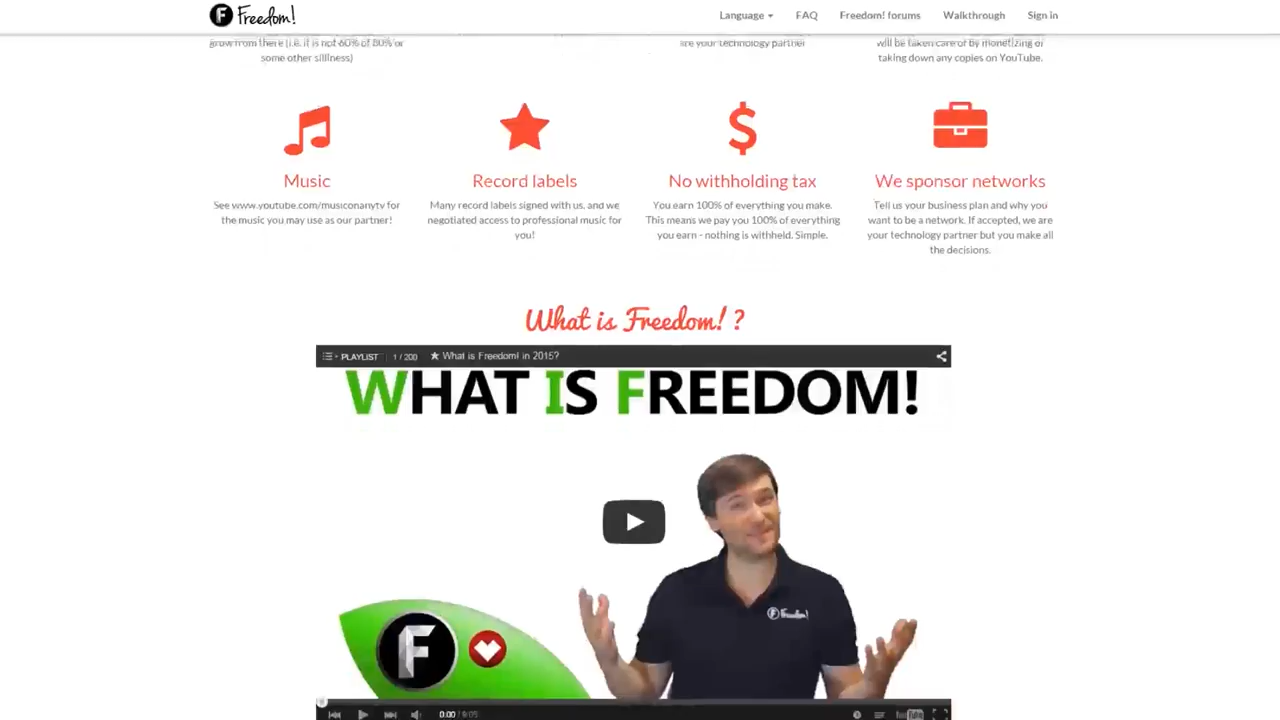 Freedom!
Language FAQ Freedom! forums Walkthrough Sign in
grow from there (i.e. it is not 60% of 80% or
some other silliness)
are your technology partner
will be taken care of by monetizing or
taking down any copies on YouTube.
Music
See www.youtube.com/musiconanytv for
the music you may use as our partner!
Record labels
Many record labels signed with us, and we
negotiated access to professional music for
you!
No withholding tax
You earn 100% of everything you make.
This means we pay you 100% of everything
you earn - nothing is withheld. Simple.
We sponsor networks
Tell us your business plan and why you
want to be a network. If accepted, we are
your technology partner but you make all
the decisions.
What is Freedom! ?
PLAYLIST 1 / 200 ★ What is Freedom! in 2015?
WHAT IS FREEDOM!
F Freedom!
F
0:00 / 9:05
YouTube